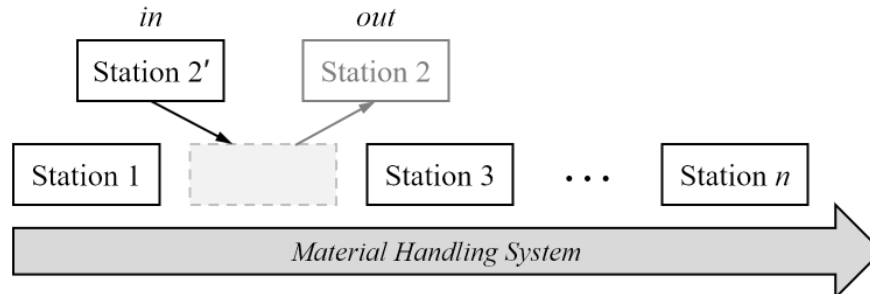 in
out
Station 2′
Station 2
Station 1
Station 3
...
Station n
Material Handling System